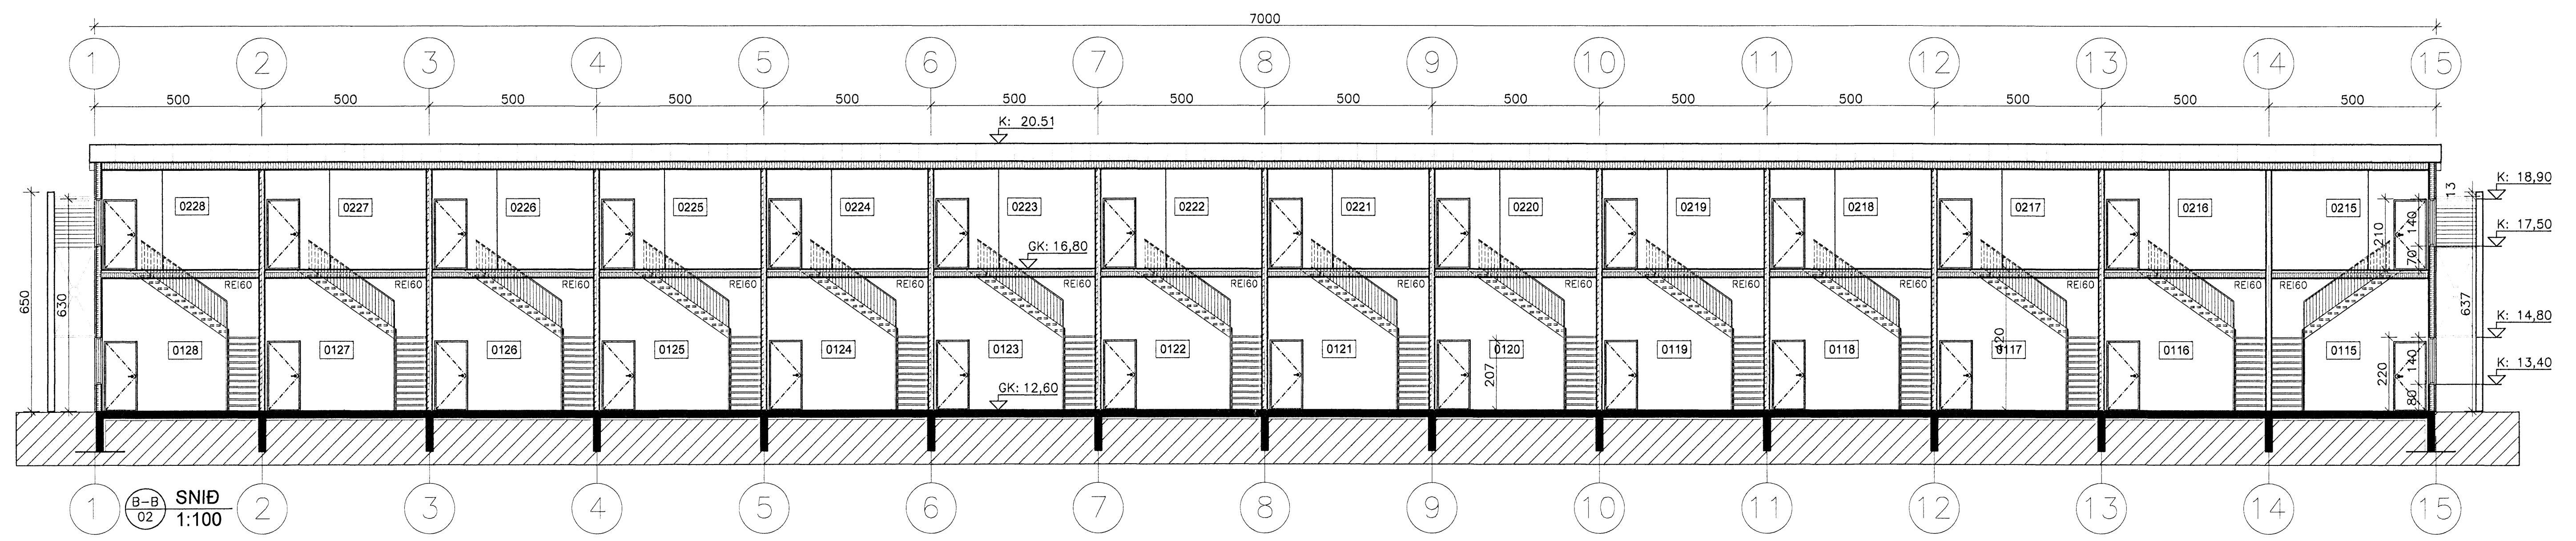 7000
1 2 3 4 5 6 7 8 9 10 11 12 13 14 15
500 500 500 500 500 500 500 500 500 500 500 500 500 500
K: 20.51
K: 18,90
13
0228 0227 0226 0225 0224 0223 0222 0221 0220 0219 0218 0217 0216 0215
210 140
K: 17,50
GK: 16,80
70
REI60 REI60 REI60 REI60 REI60 REI60 REI60 REI60 REI60 REI60 REI60 REI60 REI60 REI60
650 630
637
K: 14,80
420
0128 0127 0126 0125 0124 0123 0122 0121 0120 0119 0118 0117 0116 0115
207
220 140
K: 13,40
GK: 12,60
80
1 2 3 4 5 6 7 8 9 10 11 12 13 14 15
B-B SNIÐ
02 1:100